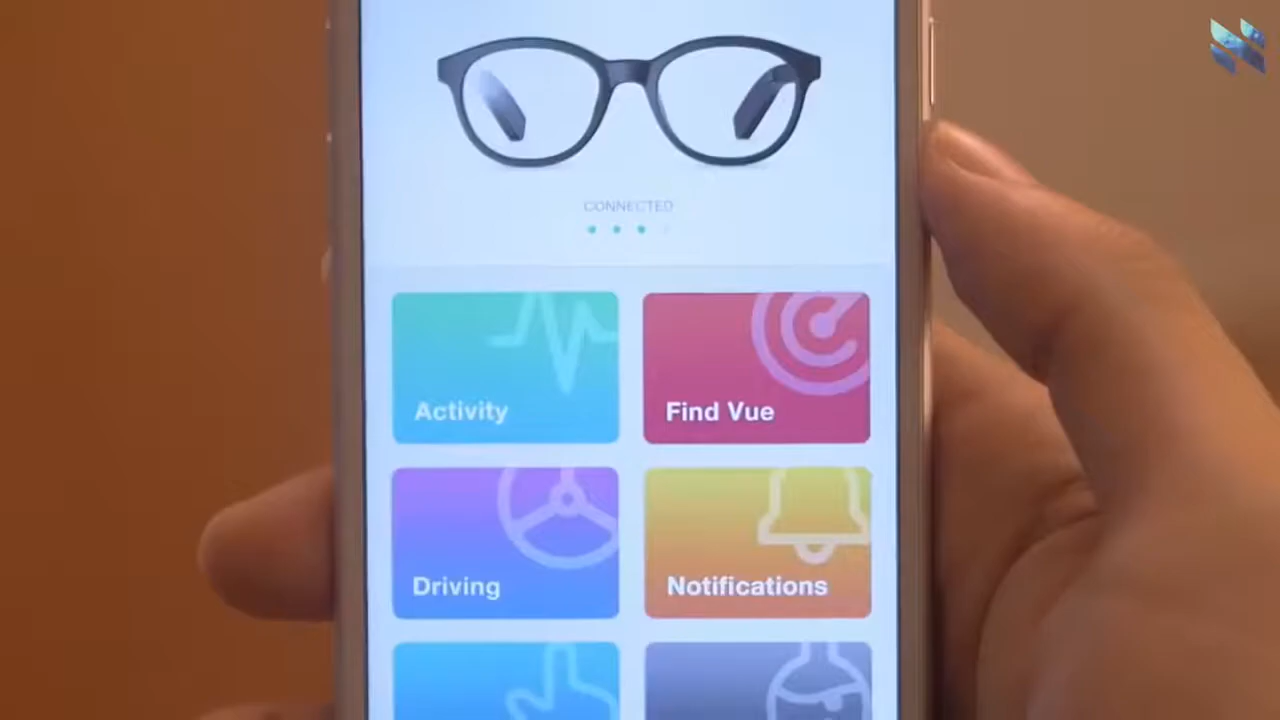 CONNECTED
Activity
Find Vue
Driving
Notifications